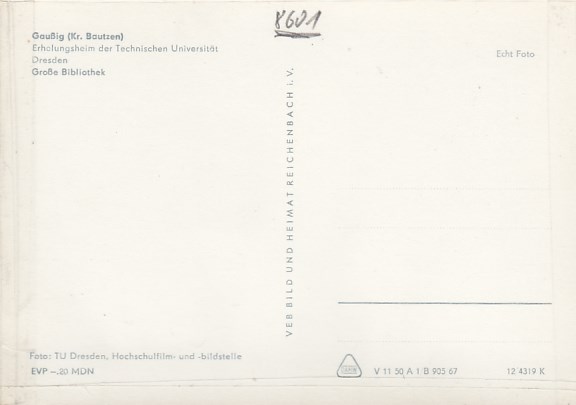 8601
Gaußig (Kr. Bautzen)
Erholungsheim der Technischen Universität
Dresden
Große Bibliothek
Echt Foto
VEB BILD UND HEIMAT REICHENBACH i. V.
Foto: TU Dresden, Hochschulfilm- und -bildstelle
EVP –.20 MDN
V 11 50 A 1 B 905 67
12 4319 K